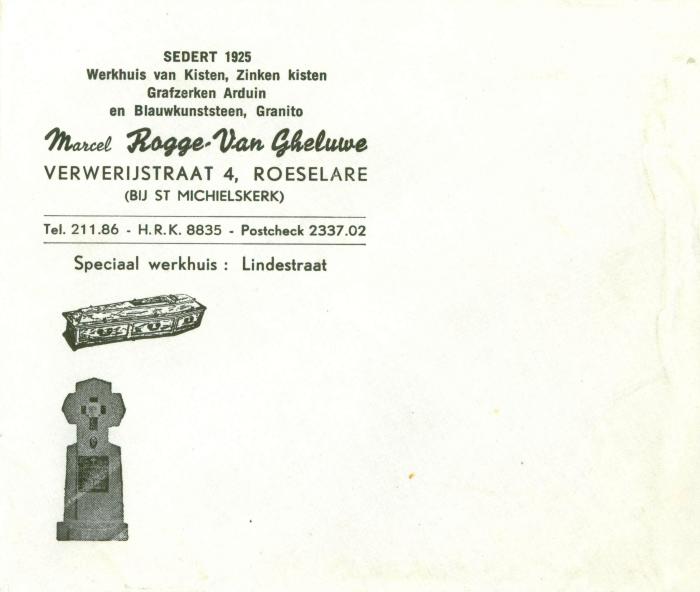 SEDERT 1925
Werkhuis van Kisten, Zinken kisten
Grafzerken Arduin
en Blauwkunststeen, Granito
Marcel Rogge-Van Gheluwe
VERWERIJSTRAAT 4, ROESELARE
(BIJ ST MICHIELSKERK)
Tel. 211.86 - H.R.K. 8835 - Postcheck 2337.02
Speciaal werkhuis : Lindestraat